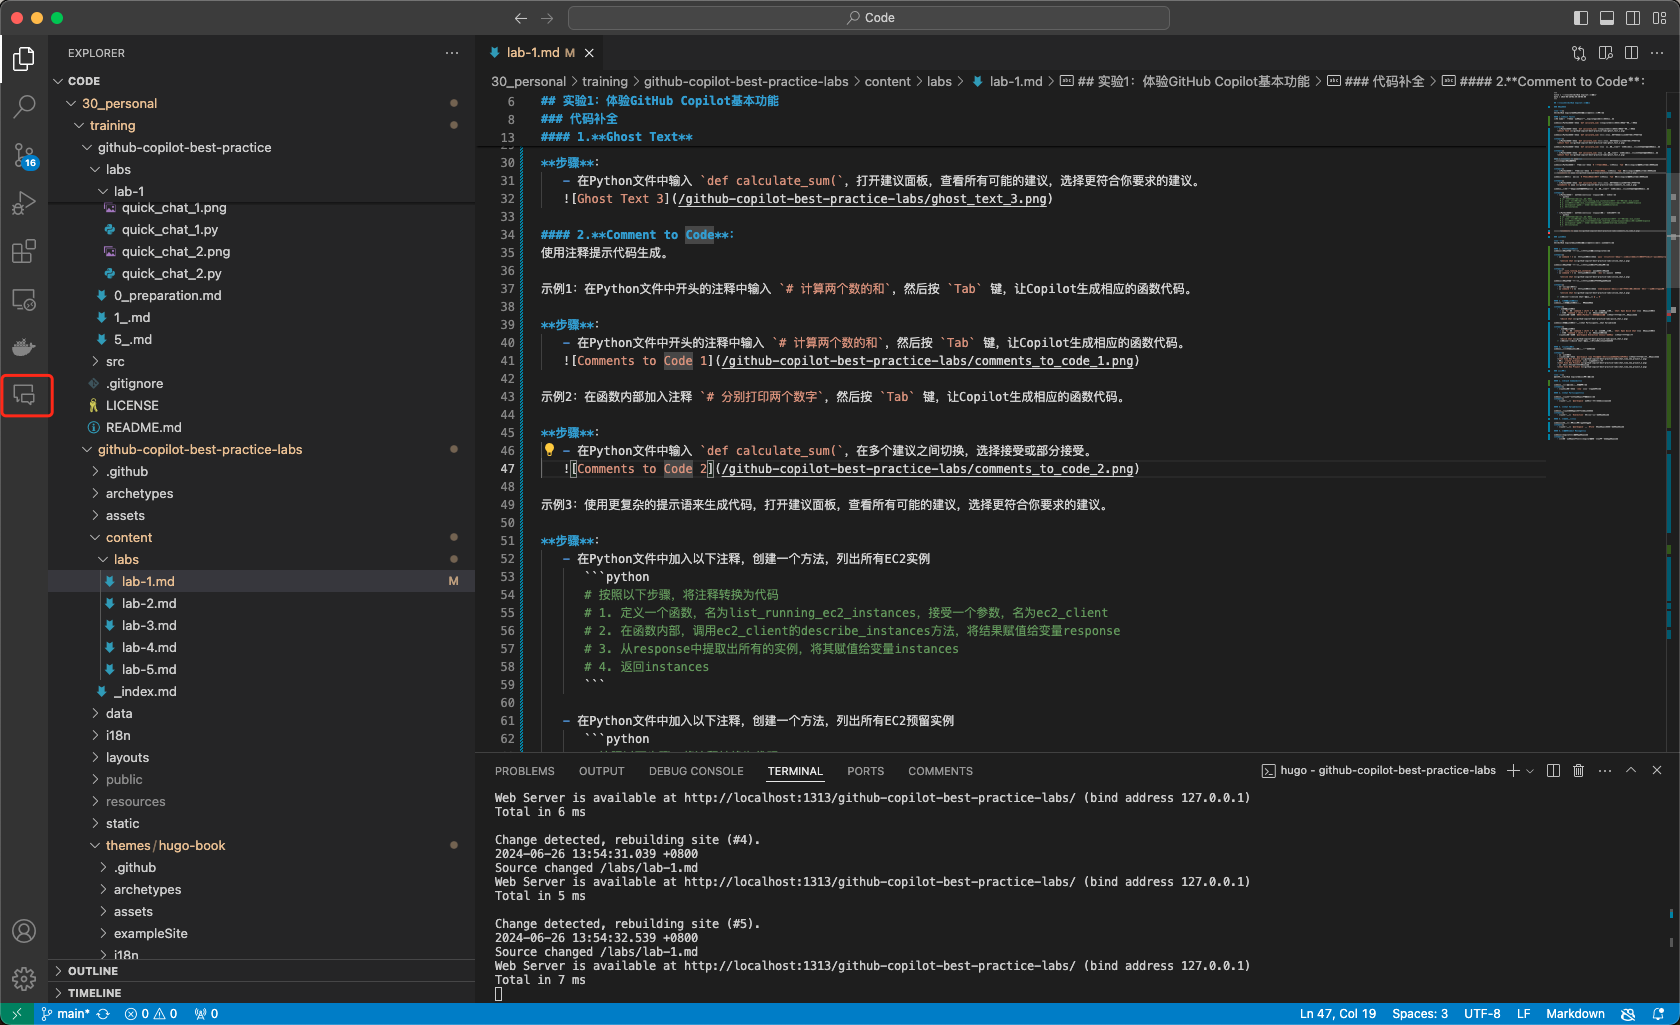 Code
EXPLORER
CODE
30_personal
training
github-copilot-best-practice
labs
lab-1
quick_chat_1.png
quick_chat_1.py
quick_chat_2.png
quick_chat_2.py
0_preparation.md
1_.md
5_.md
src
.gitignore
LICENSE
README.md
github-copilot-best-practice-labs
.github
archetypes
assets
content
labs
lab-1.md M
lab-2.md
lab-3.md
lab-4.md
lab-5.md
_index.md
data
i18n
layouts
public
resources
static
themes / hugo-book
.github
archetypes
assets
exampleSite
i18n
OUTLINE
TIMELINE
16
lab-1.md M
30_personal > training > github-copilot-best-practice-labs > content > labs > lab-1.md > ## 实验1：体验GitHub Copilot基本功能 > ### 代码补全 > #### 2.**Comment to Code**:
6 ## 实验1：体验GitHub Copilot基本功能
8 ### 代码补全
13 #### 1.**Ghost Text**
30 **步骤**：
31 - 在Python文件中输入 `def calculate_sum(`，打开建议面板，查看所有可能的建议，选择更符合你要求的建议。
32 ![Ghost Text 3](/github-copilot-best-practice-labs/ghost_text_3.png)
33
34 #### 2.**Comment to Code**:
35 使用注释提示代码生成。
36
37 示例1：在Python文件中开头的注释中输入 `# 计算两个数的和`，然后按 `Tab` 键，让Copilot生成相应的函数代码。
38
39 **步骤**：
40 - 在Python文件中开头的注释中输入 `# 计算两个数的和`，然后按 `Tab` 键，让Copilot生成相应的函数代码。
41 ![Comments to Code 1](/github-copilot-best-practice-labs/comments_to_code_1.png)
42
43 示例2：在函数内部加入注释 `# 分别打印两个数字`，然后按 `Tab` 键，让Copilot生成相应的函数代码。
44
45 **步骤**：
46 - 在Python文件中输入 `def calculate_sum(`，在多个建议之间切换，选择接受或部分接受。
47 ![Comments to Code 2](/github-copilot-best-practice-labs/comments_to_code_2.png)
48
49 示例3：使用更复杂的提示语来生成代码，打开建议面板，查看所有可能的建议，选择更符合你要求的建议。
50
51 **步骤**：
52 - 在Python文件中加入以下注释，创建一个方法，列出所有EC2实例
53 ```python
54 # 按照以下步骤，将注释转换为代码
55 # 1. 定义一个函数，名为list_running_ec2_instances，接受一个参数，名为ec2_client
56 # 2. 在函数内部，调用ec2_client的describe_instances方法，将结果赋值给变量response
57 # 3. 从response中提取出所有的实例，将其赋值给变量instances
58 # 4. 返回instances
59 ```
60
61 - 在Python文件中加入以下注释，创建一个方法，列出所有EC2预留实例
62 ```python
PROBLEMS OUTPUT DEBUG CONSOLE TERMINAL PORTS COMMENTS
hugo - github-copilot-best-practice-labs
Web Server is available at http://localhost:1313/github-copilot-best-practice-labs/ (bind address 127.0.0.1)
Total in 6 ms
Change detected, rebuilding site (#4).
2024-06-26 13:54:31.039 +0800
Source changed /labs/lab-1.md
Web Server is available at http://localhost:1313/github-copilot-best-practice-labs/ (bind address 127.0.0.1)
Total in 5 ms
Change detected, rebuilding site (#5).
2024-06-26 13:54:32.539 +0800
Source changed /labs/lab-1.md
Web Server is available at http://localhost:1313/github-copilot-best-practice-labs/ (bind address 127.0.0.1)
Total in 7 ms
main* 0 0 0
Ln 47, Col 19 Spaces: 3 UTF-8 LF Markdown